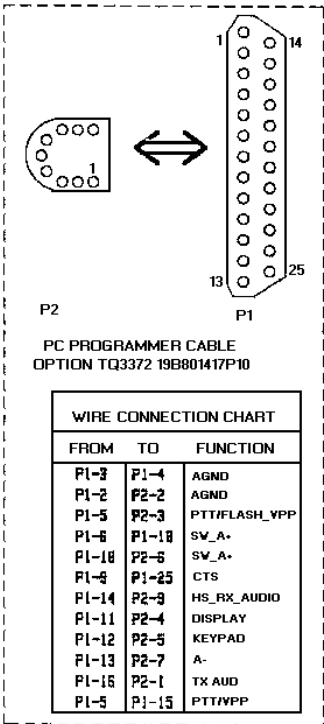 1
14
1
13
25
P2
P1
PC PROGRAMMER CABLE
OPTION TQ3372 19B801417P10
WIRE CONNECTION CHART
FROM TO FUNCTION
P1-3 P1-4 AGND
P1-2 P2-2 AGND
P1-5 P2-3 PTT/FLASH_VPP
P1-6 P1-18 SW_A+
P1-18 P2-6 SW_A+
P1-9 P1-25 CTS
P1-14 P2-9 HS_RX_AUDIO
P1-11 P2-4 DISPLAY
P1-12 P2-5 KEYPAD
P1-13 P2-7 A-
P1-16 P2-1 TX AUD
P1-5 P1-15 PTT/VPP